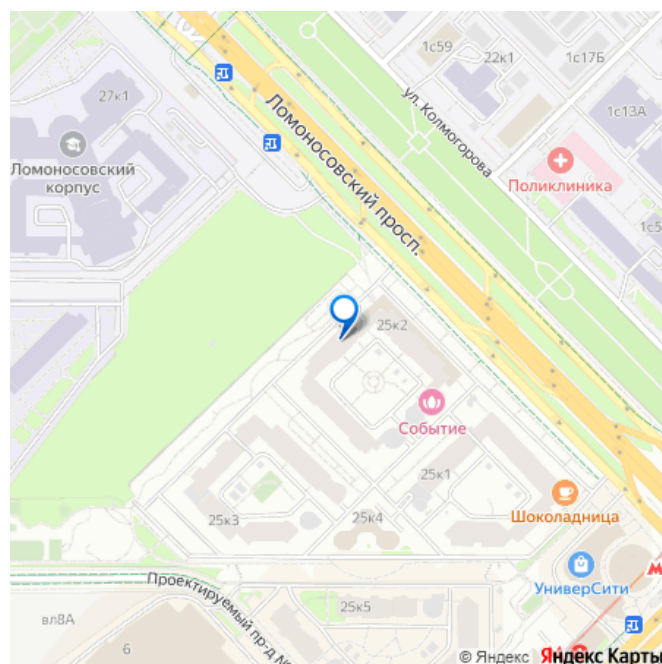 1с59
22к1
1с17Б
27к1
ул. Колмогорова
1с13А
Ломоносовский
корпус
Ломоносовский просп.
Поликлиника
25к2
Событие
25к1
Шоколадница
25к3
25к4
УниверСити
М
Проектируемый пр-д №
25к5
вл8А
6
© Яндекс Яндекс Карты